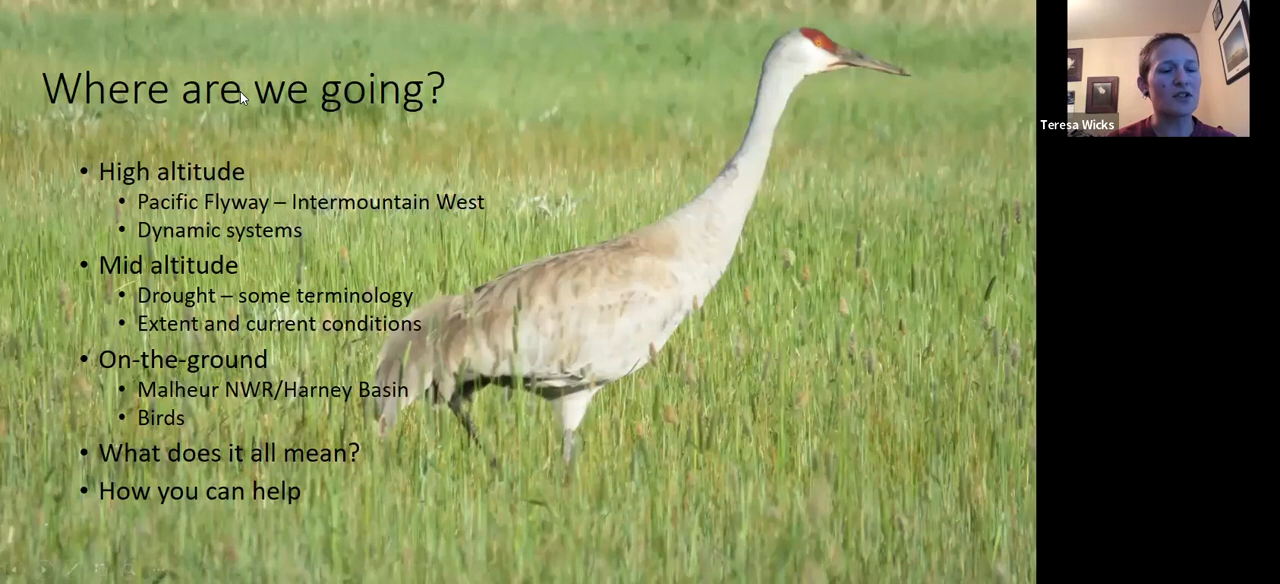 Where are we going?
• High altitude
• Pacific Flyway – Intermountain West
• Dynamic systems
• Mid altitude
• Drought – some terminology
• Extent and current conditions
• On-the-ground
• Malheur NWR/Harney Basin
• Birds
• What does it all mean?
• How you can help
Teresa Wicks